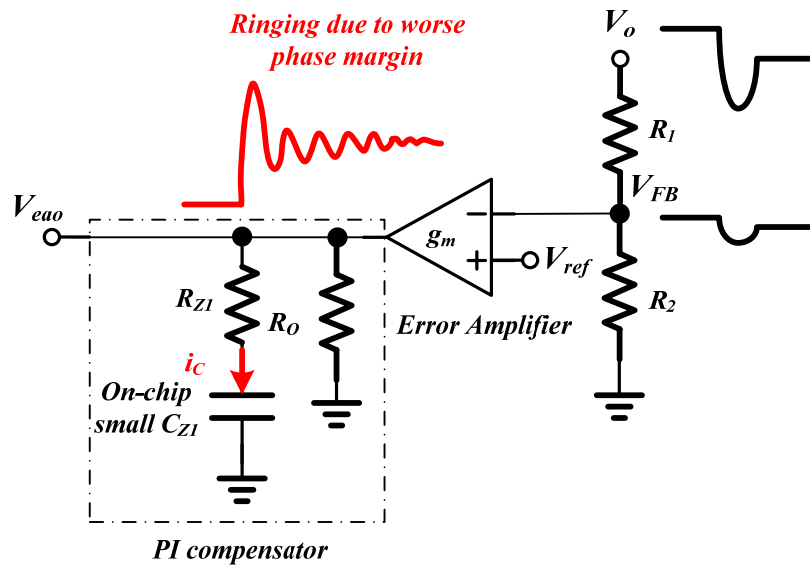 Ringing due to worse
phase margin
Vo
R1
VFB
Veao
gm
Vref
RZ1
RO
R2
Error Amplifier
iC
On-chip
small CZ1
PI compensator